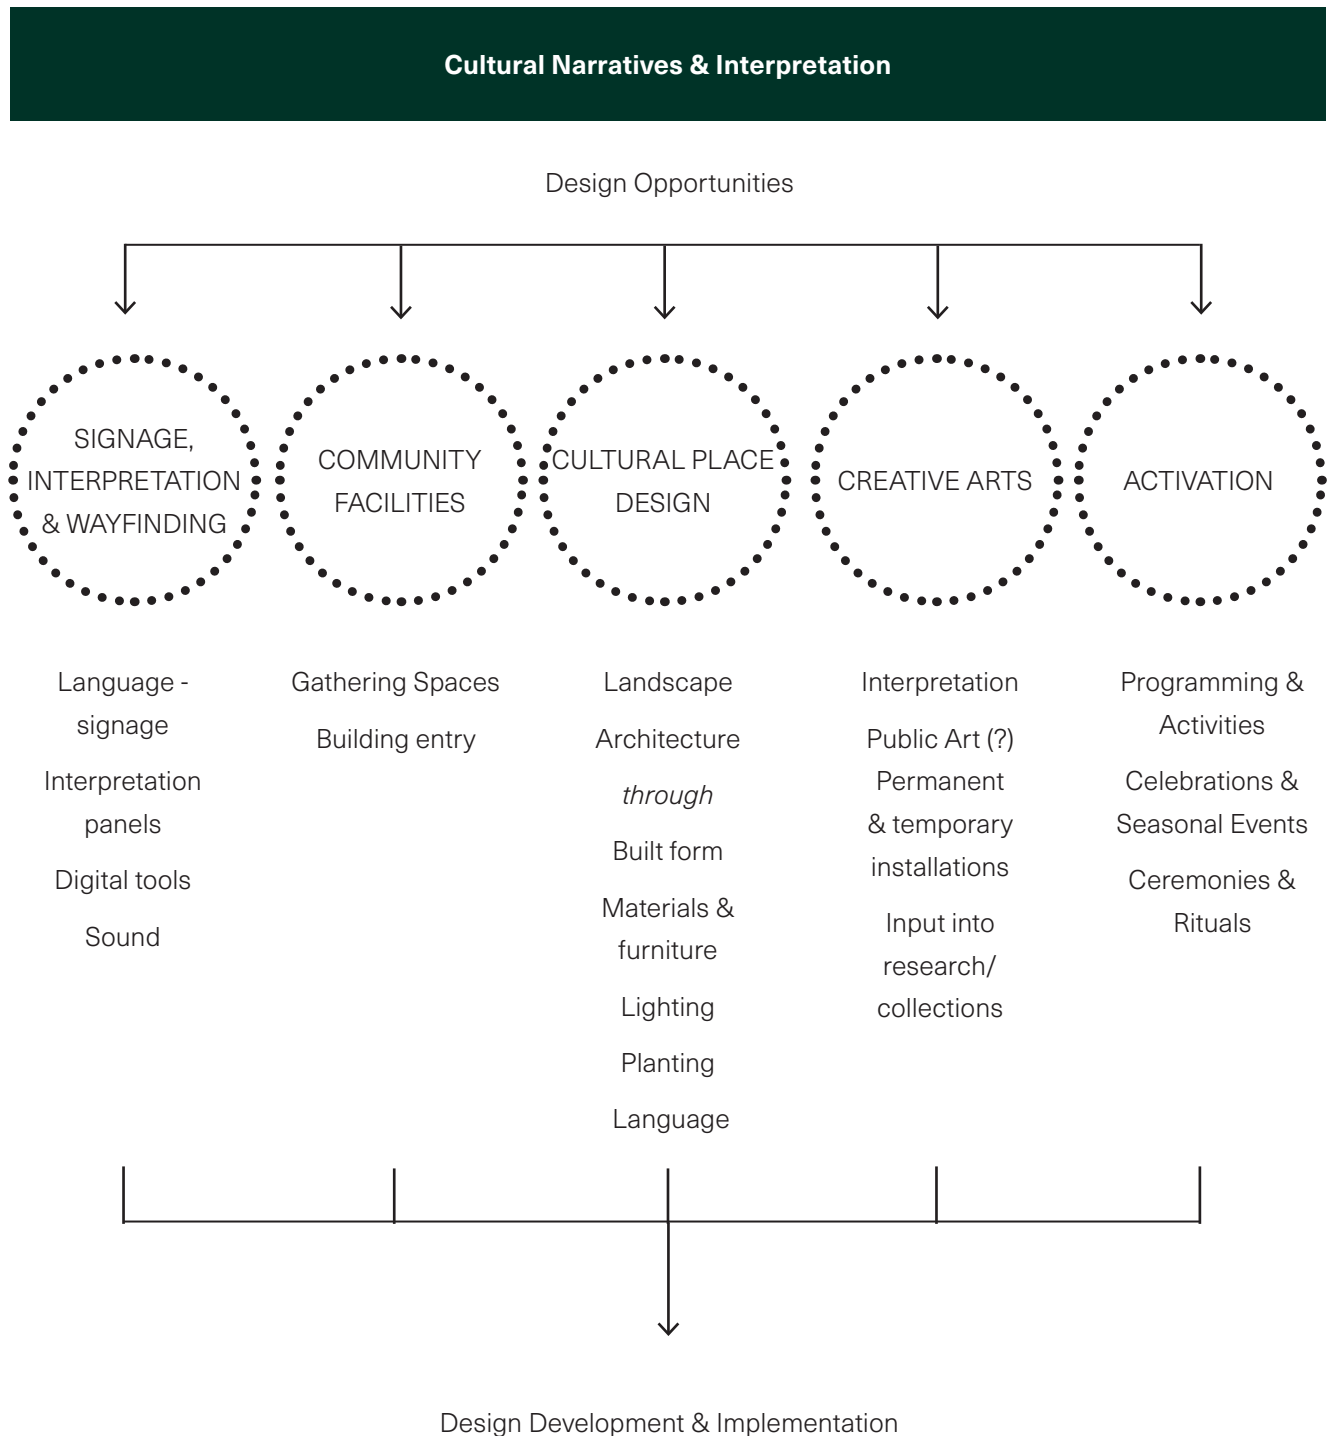 Cultural Narratives & Interpretation
Design Opportunities
SIGNAGE,
INTERPRETATION
& WAYFINDING
COMMUNITY
FACILITIES
CULTURAL PLACE
DESIGN
CREATIVE ARTS
ACTIVATION
Language -
signage
Interpretation
panels
Digital tools
Sound
Gathering Spaces
Building entry
Landscape
Architecture
through
Built form
Materials &
furniture
Lighting
Planting
Language
Interpretation
Public Art (?)
Permanent
& temporary
installations
Input into
research/
collections
Programming &
Activities
Celebrations &
Seasonal Events
Ceremonies &
Rituals
Design Development & Implementation